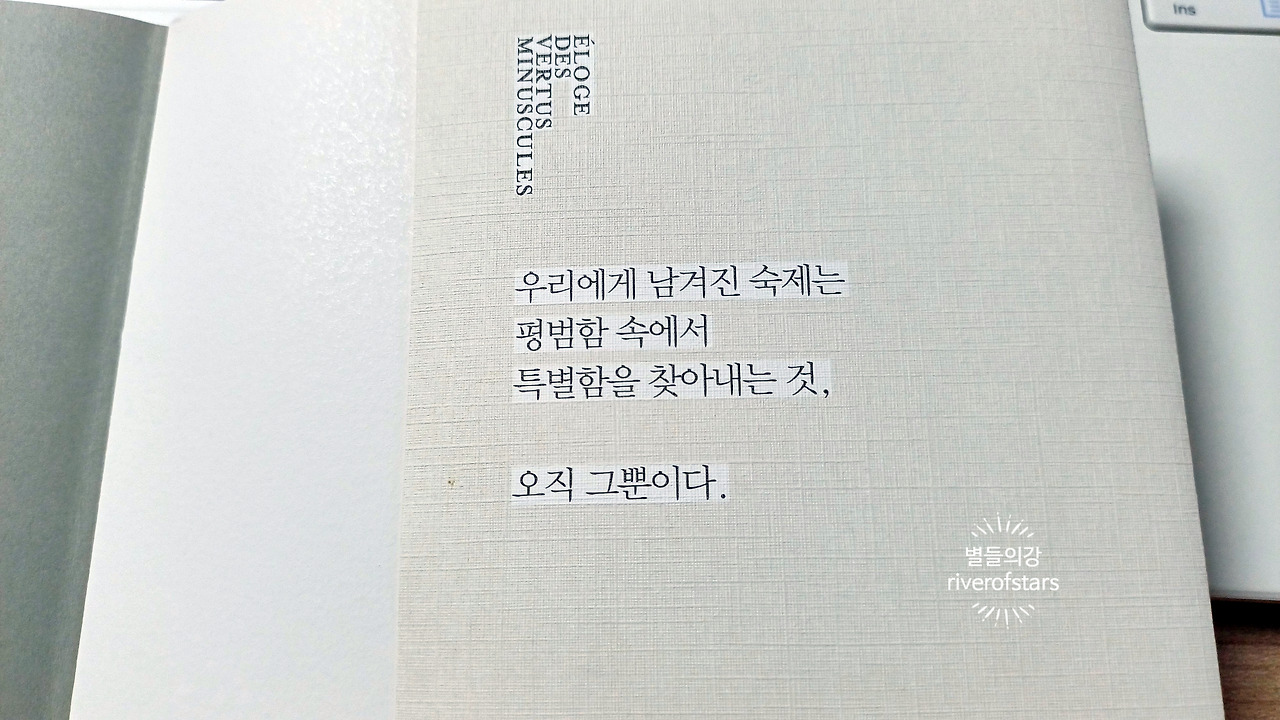 ÉLOGE
DES
VERTUS
MINUSCULES
우리에게 남겨진 숙제는
평범함 속에서
특별함을 찾아내는 것,
오직 그뿐이다.
별들의강
riverofstars
Ins